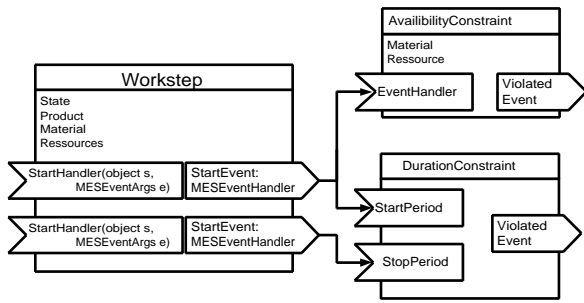 AvailibilityConstraint
Material
Ressource
EventHandler
Violated
Event
Workstep
State
Product
Material
Ressources
StartHandler(object s,
MESEventArgs e)
StartEvent:
MESEventHandler
StartHandler(object s,
MESEventArgs e)
StartEvent:
MESEventHandler
DurationConstraint
StartPeriod
StopPeriod
Violated
Event